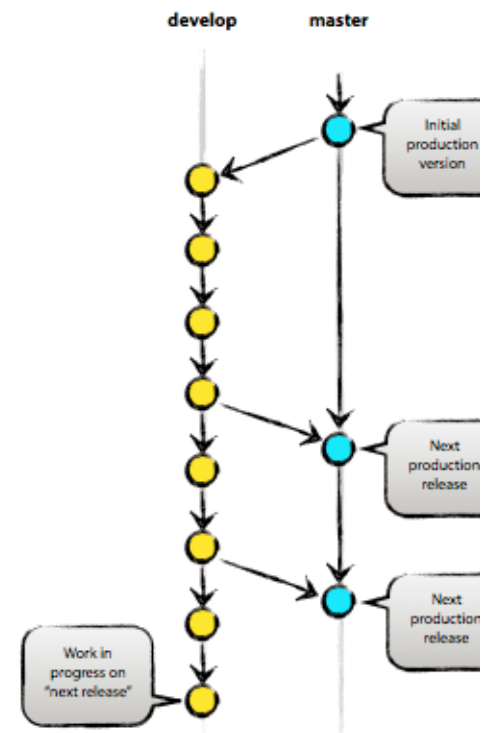 develop
master
Initial
production
version
Next
production
release
Next
production
release
Work in
progress on
"next release"